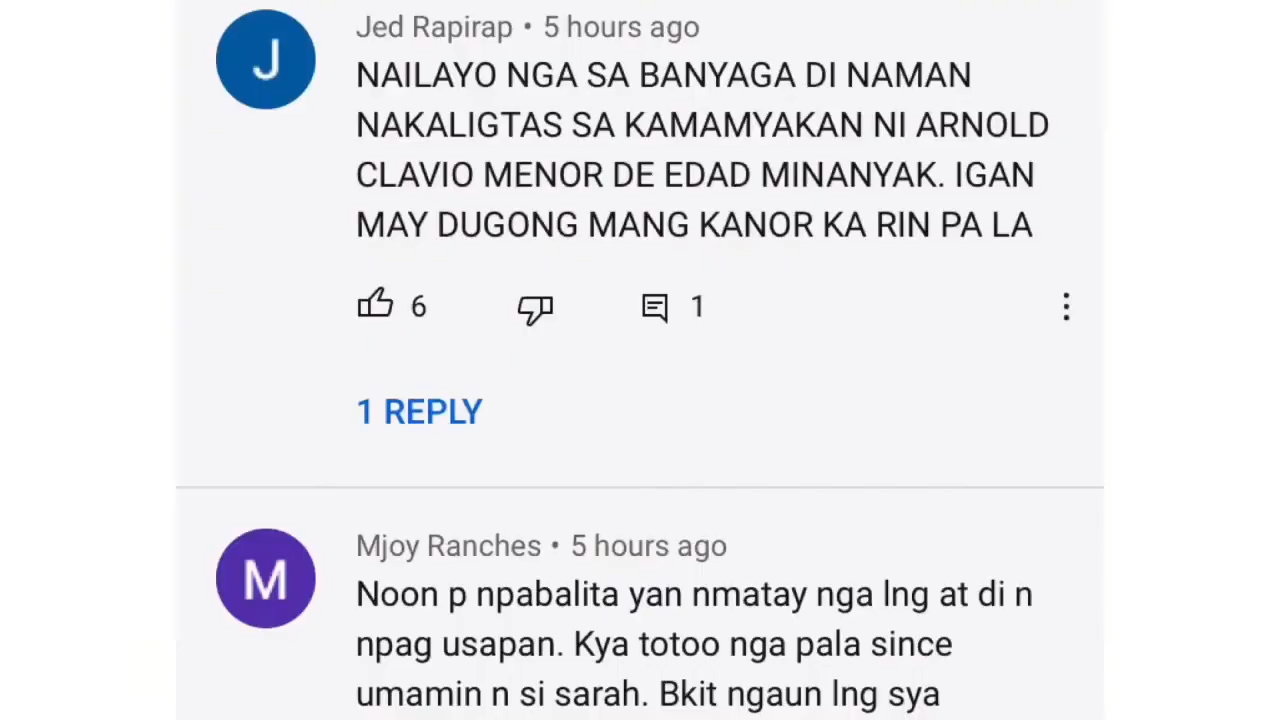 J
Jed Rapirap • 5 hours ago
NAILAYO NGA SA BANYAGA DI NAMAN
NAKALIGTAS SA KAMAMYAKAN NI ARNOLD
CLAVIO MENOR DE EDAD MINANYAK. IGAN
MAY DUGONG MANG KANOR KA RIN PA LA
6
1
1 REPLY
M
Mjoy Ranches • 5 hours ago
Noon p npabalita yan nmatay nga lng at di n
npag usapan. Kya totoo nga pala since
umamin n si sarah. Bkit ngaun lng sya